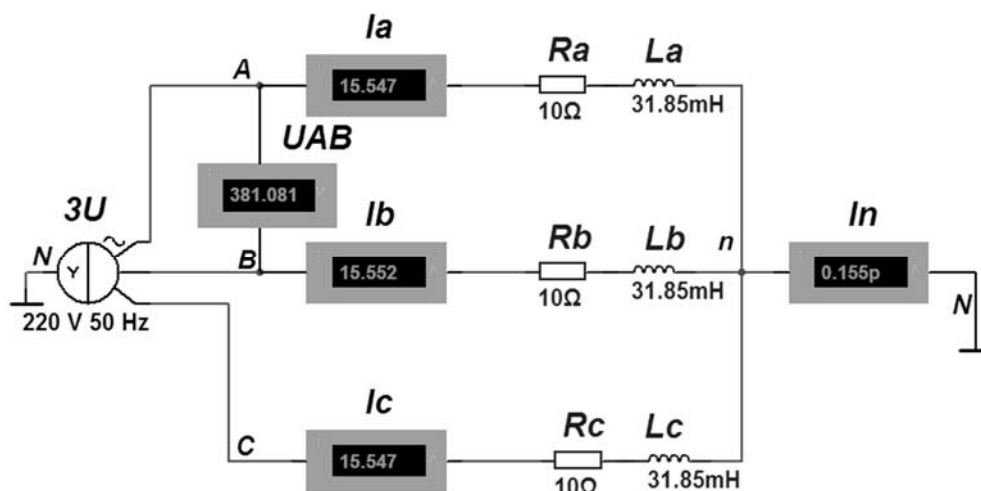 Ia
Ra
La
A
15.547
10Ω
31.85mH
UAB
381.081
3U
Ib
Rb
Lb
n
In
N
Y
B
15.552
10Ω
31.85mH
0.155p
N
220 V 50 Hz
Ic
Rc
Lc
C
15.547
10Ω
31.85mH